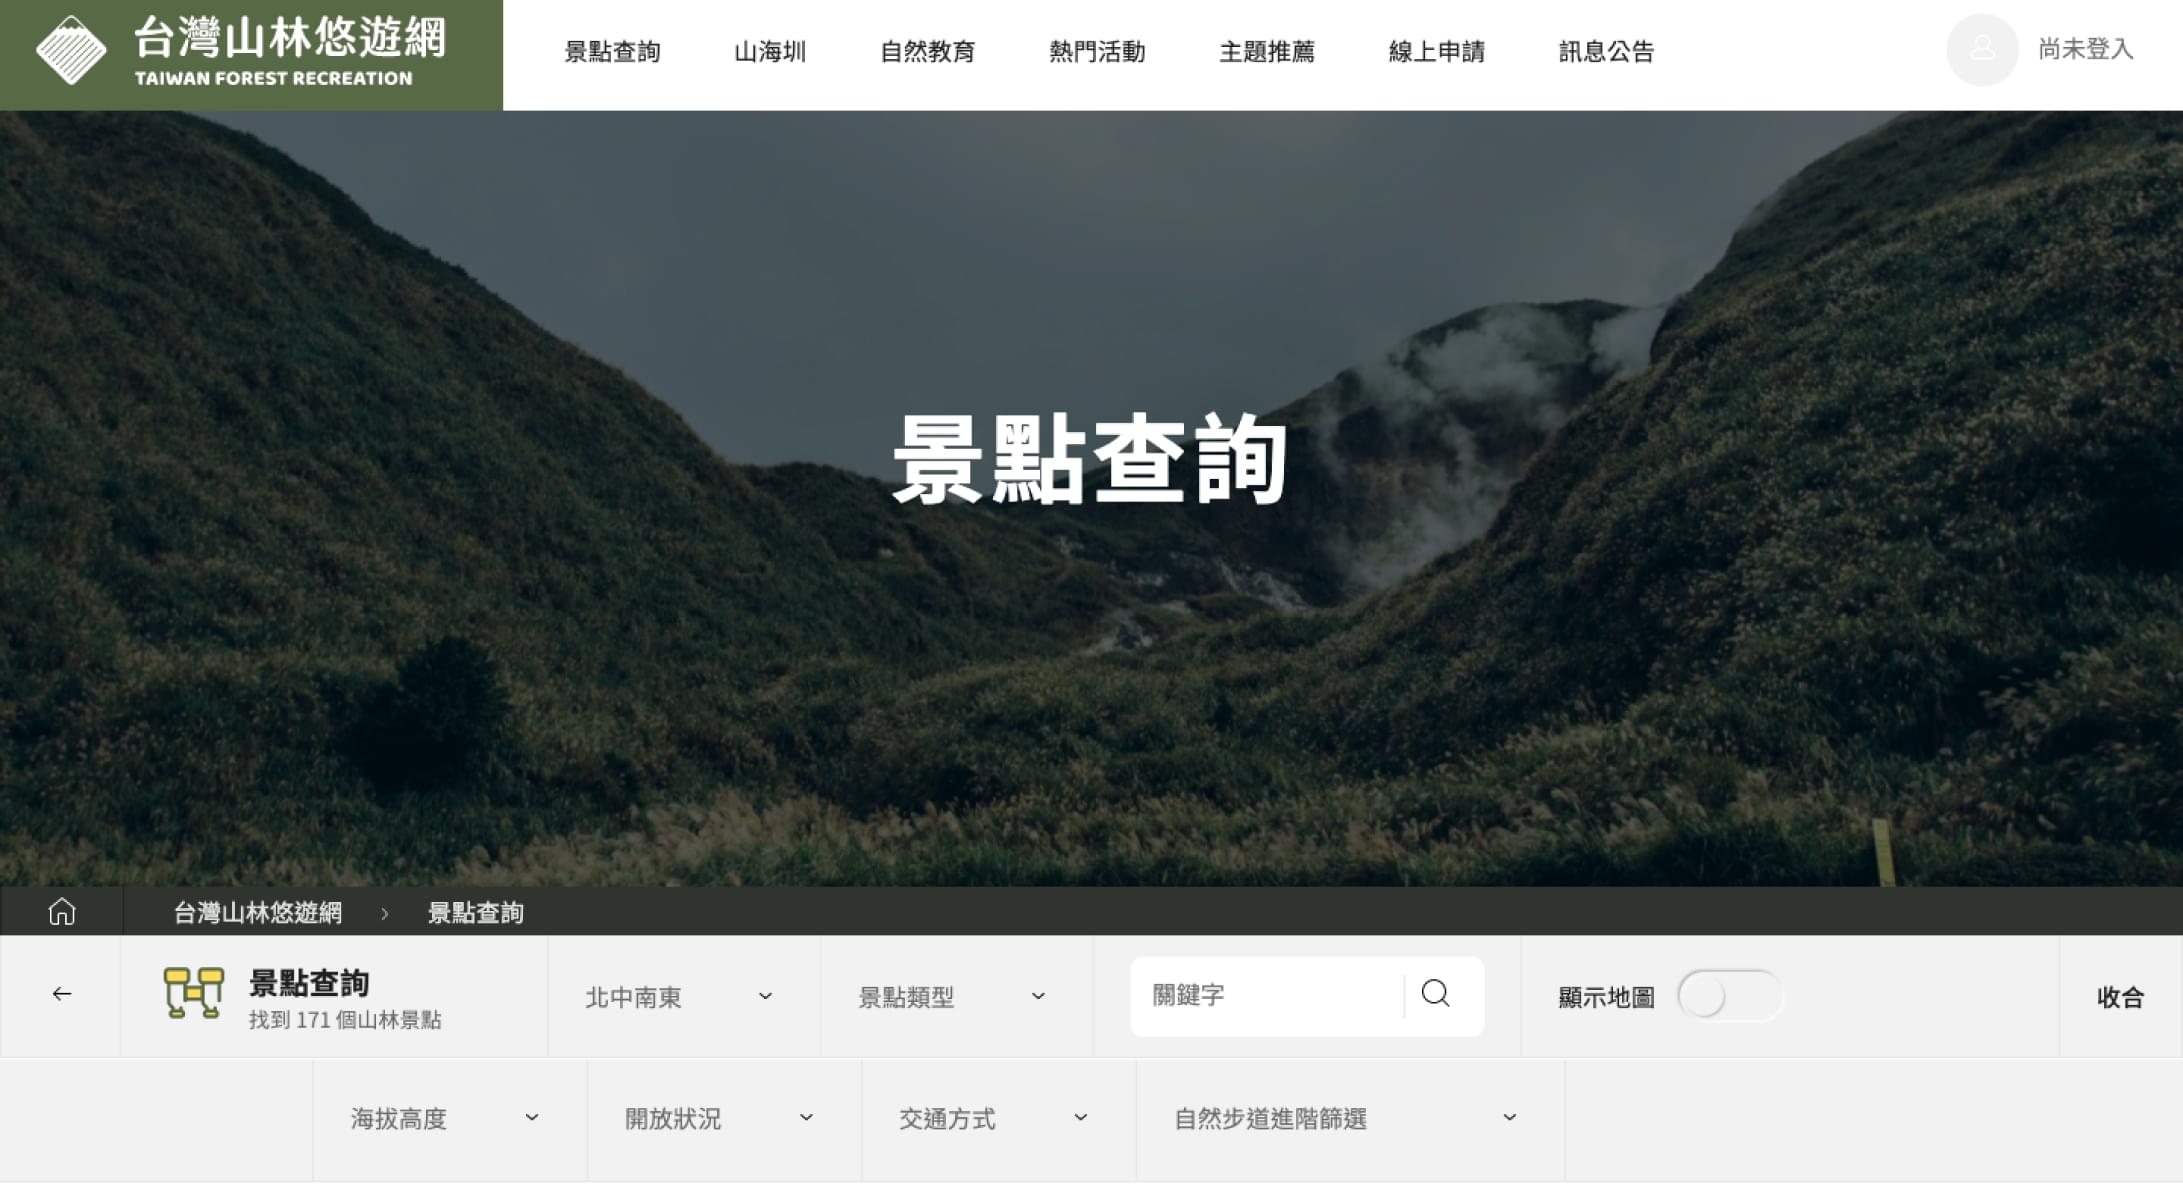 台灣山林悠遊網
TAIWAN FOREST RECREATION
景點查詢
山海圳
自然教育
熱門活動
主題推薦
線上申請
訊息公告
尚未登入
景點查詢
台灣山林悠遊網 › 景點查詢
景點查詢
找到 171 個山林景點
北中南東
景點類型
關鍵字
顯示地圖
收合
海拔高度
開放狀況
交通方式
自然步道進階篩選